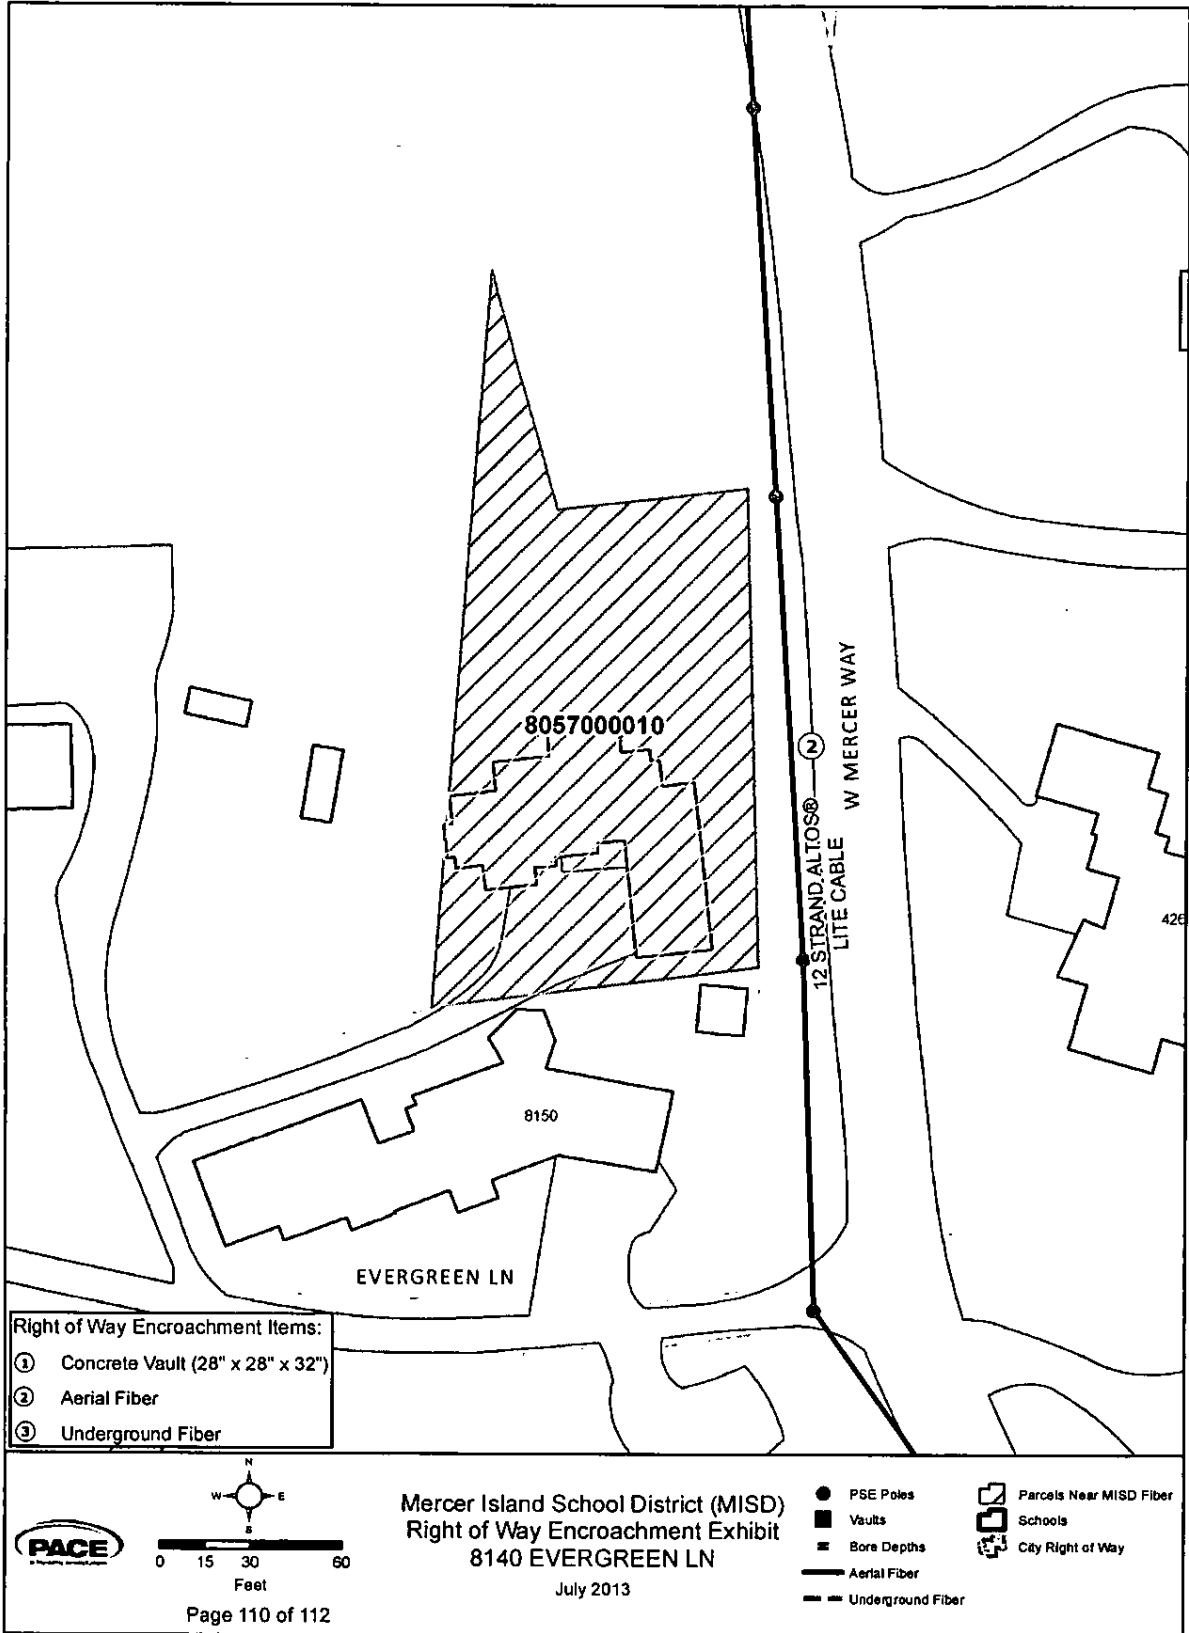 8057000010
2
W MERCER WAY
12 STRAND ALTOS®
LITE CABLE
426
8150
EVERGREEN LN
Right of Way Encroachment Items:
1 Concrete Vault (28" x 28" x 32")
2 Aerial Fiber
3 Underground Fiber
N
W E
S
PACE
0 15 30 60
Feet
Page 110 of 112
Mercer Island School District (MISD)
Right of Way Encroachment Exhibit
8140 EVERGREEN LN
July 2013
PSE Poles
Vaults
Bore Depths
Aerial Fiber
Underground Fiber
Parcels Near MISD Fiber
Schools
City Right of Way